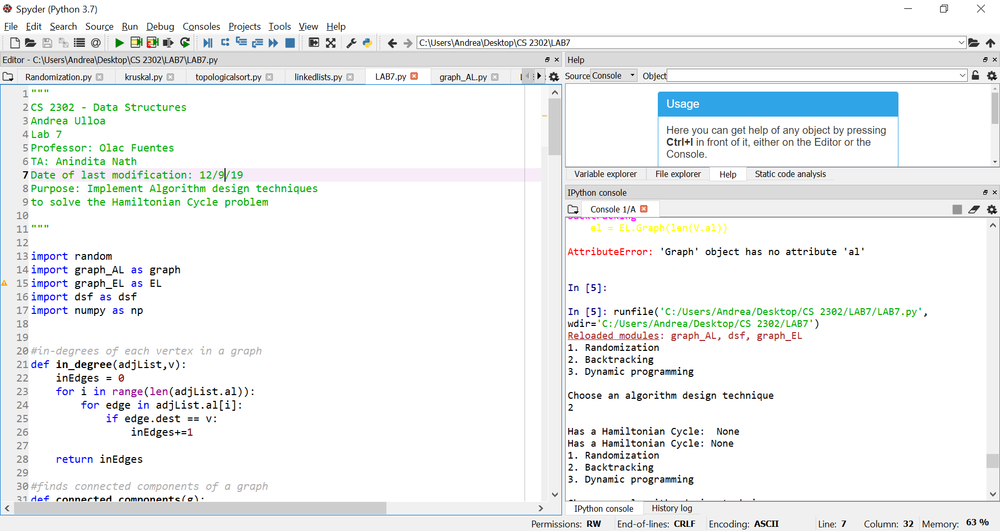 Spyder (Python 3.7)
File Edit Search Source Run Debug Consoles Projects Tools View Help
C:\Users\Andrea\Desktop\CS 2302\LAB7
Editor - C:\Users\Andrea\Desktop\CS 2302\LAB7\LAB7.py
Randomization.py kruskal.py topologicalsort.py linkedlists.py LAB7.py graph_AL.py
1 """
2 CS 2302 - Data Structures
3 Andrea Ulloa
4 Lab 7
5 Professor: Olac Fuentes
6 TA: Anindita Nath
7 Date of last modification: 12/9/19
8 Purpose: Implement Algorithm design techniques
9 to solve the Hamiltonian Cycle problem
10
11 """
12
13 import random
14 import graph_AL as graph
15 import graph_EL as EL
16 import dsf as dsf
17 import numpy as np
18
19
20 #in-degrees of each vertex in a graph
21 def in_degree(adjList,v):
22     inEdges = 0
23     for i in range(len(adjList.al)):
24         for edge in adjList.al[i]:
25             if edge.dest == v:
26                 inEdges+=1
27
28     return inEdges
29
30 #finds connected components of a graph
31 def connected_components(g):
Help
Source Console Object
Usage
Here you can get help of any object by pressing
Ctrl+I in front of it, either on the Editor or the
Console.
Variable explorer File explorer Help Static code analysis
IPython console
Console 1/A
backtracking
    el = EL.Graph(len(V.al))
AttributeError: 'Graph' object has no attribute 'al'
In [5]:
In [5]: runfile('C:/Users/Andrea/Desktop/CS 2302/LAB7/LAB7.py',
wdir='C:/Users/Andrea/Desktop/CS 2302/LAB7')
Reloaded modules: graph_AL, dsf, graph_EL
1. Randomization
2. Backtracking
3. Dynamic programming
Choose an algorithm design technique
2
Has a Hamiltonian Cycle:  None
Has a Hamiltonian Cycle: None
1. Randomization
2. Backtracking
3. Dynamic programming
IPython console History log
Permissions: RW End-of-lines: CRLF Encoding: ASCII Line: 7 Column: 32 Memory: 63 %